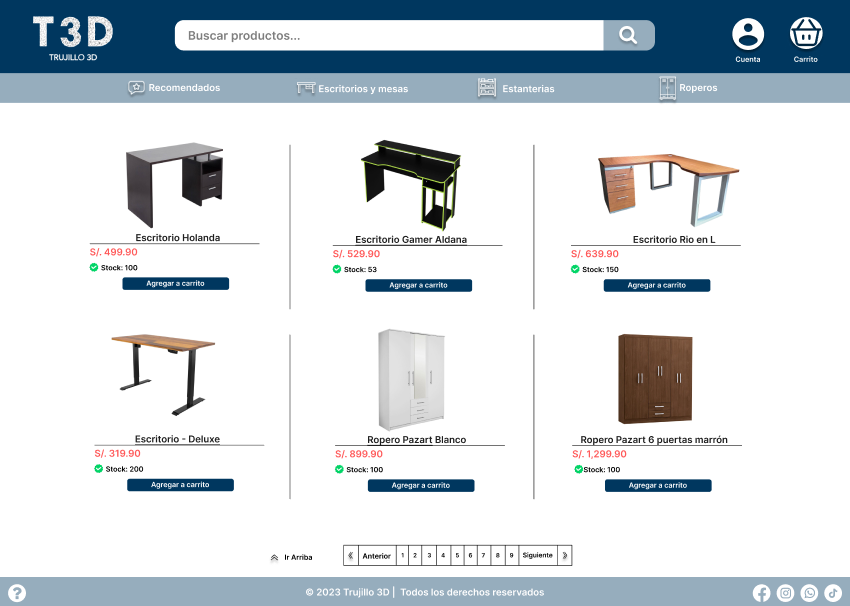 T3D
TRUJILLO 3D
Buscar productos...
Cuenta
Carrito
Recomendados
Escritorios y mesas
Estanterias
Roperos
Escritorio Holanda
S/. 499.90
Stock: 100
Agregar a carrito
Escritorio Gamer Aldana
S/. 529.90
Stock: 53
Agregar a carrito
Escritorio Rio en L
S/. 639.90
Stock: 150
Agregar a carrito
Escritorio - Deluxe
S/. 319.90
Stock: 200
Agregar a carrito
Ropero Pazart Blanco
S/. 899.90
Stock: 100
Agregar a carrito
Ropero Pazart 6 puertas marrón
S/. 1,299.90
Stock: 100
Agregar a carrito
Ir Arriba
《 Anterior 1 2 3 4 5 6 7 8 9 Siguiente 》
? © 2023 Trujillo 3D | Todos los derechos reservados